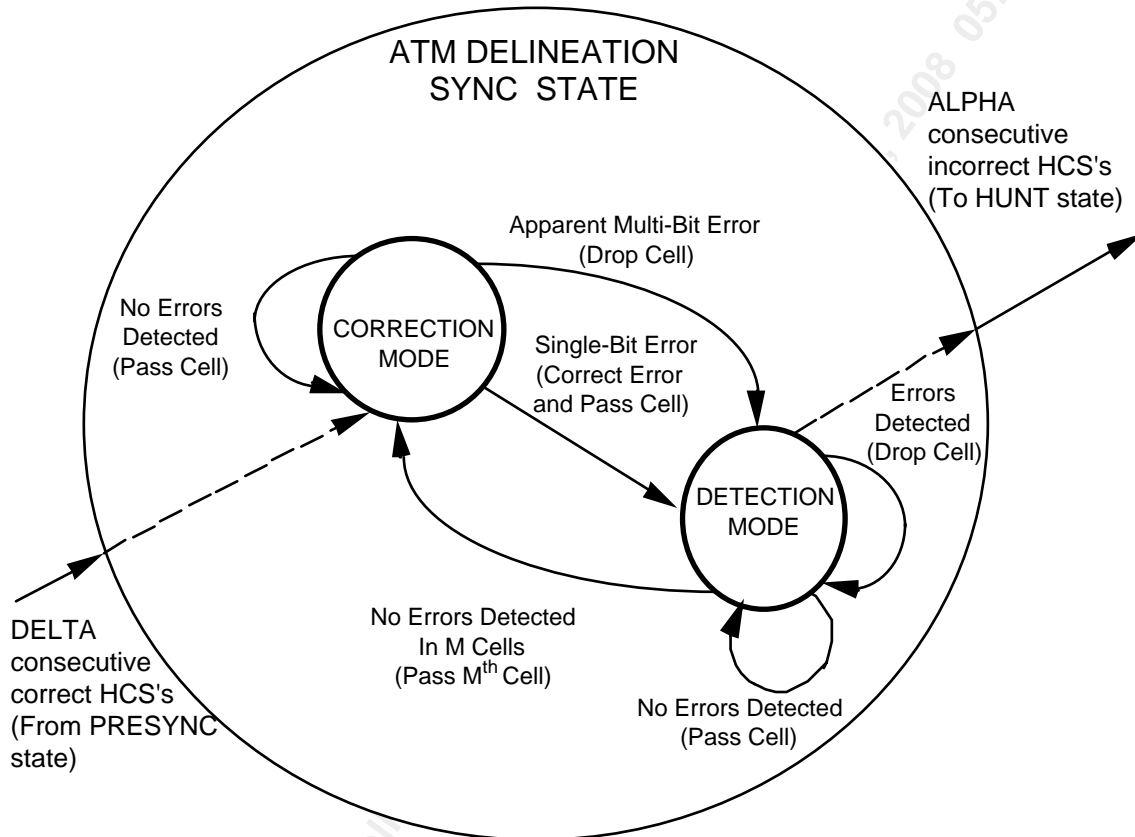 ATM DELINEATION
SYNC STATE
ALPHA
consecutive
incorrect HCS's
(To HUNT state)
Apparent Multi-Bit Error
(Drop Cell)
No Errors
Detected
(Pass Cell)
CORRECTION
MODE
Single-Bit Error
(Correct Error
and Pass Cell)
Errors
Detected
(Drop Cell)
DETECTION
MODE
No Errors Detected
In M Cells
(Pass Mth Cell)
DELTA
consecutive
correct HCS's
(From PRESYNC
state)
No Errors Detected
(Pass Cell)
, 2008